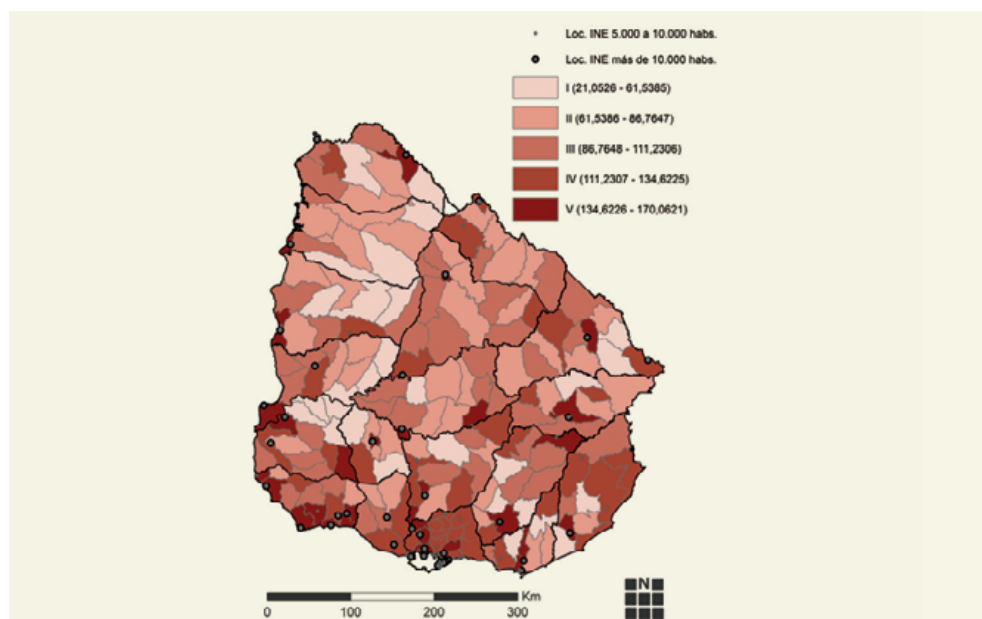 Loc. INE 5.000 a 10.000 habs.
Loc. INE más de 10.000 habs.
I (21,0526 - 61,5385)
II (61,5386 - 86,7647)
III (86,7648 - 111,2306)
IV (111,2307 - 134,6225)
V (134,6226 - 170,0621)
N
Km
0 100 200 300